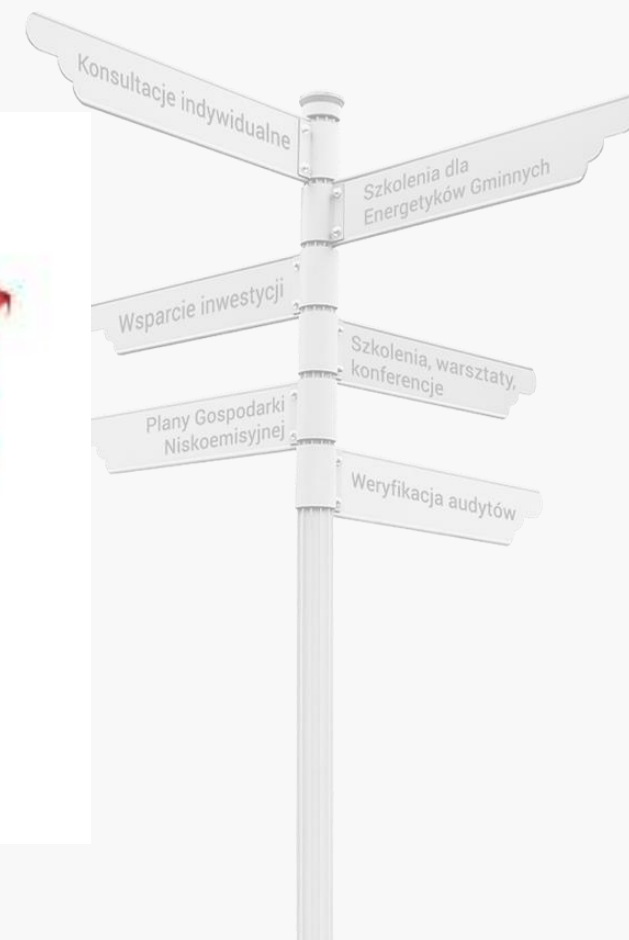 Konsultacje indywidualne
Szkolenia dla
Energetyków Gminnych
Wsparcie inwestycji
Szkolenia, warsztaty,
konferencje
Plany Gospodarki
Niskoemisyjnej
Weryfikacja audytów